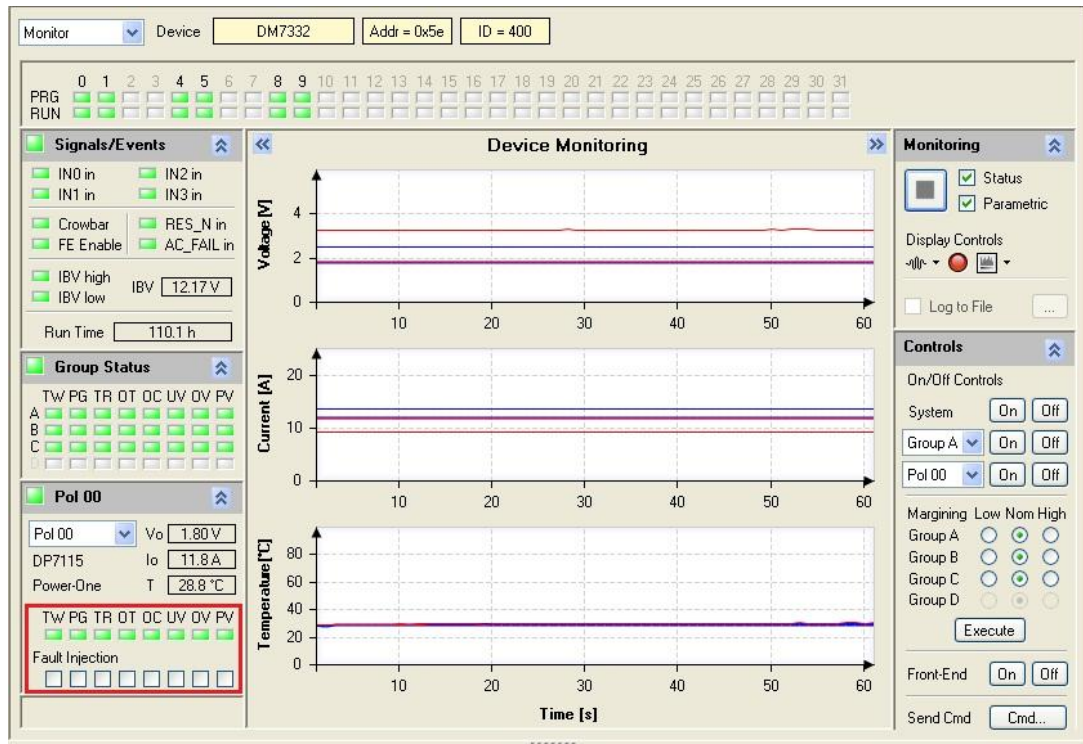 Monitor Device DM7332 Addr = 0x5e ID = 400
0 1 2 3 4 5 6 7 8 9 10 11 12 13 14 15 16 17 18 19 20 21 22 23 24 25 26 27 28 29 30 31
PRG
RUN
Signals/Events
IN0 in IN2 in
IN1 in IN3 in
Crowbar RES_N in
FE Enable AC_FAIL in
IBV high
IBV low
IBV 12.17 V
Run Time 110.1 h
Group Status
TW PG TR OT OC UV OV PV
A
B
C
D
Pol 00
Pol 00 Vo 1.80 V
DP7115 Io 11.8 A
Power-One T 28.8 °C
TW PG TR OT OC UV OV PV
Fault Injection
Device Monitoring
Voltage [V]
4
2
0
10 20 30 40 50 60
Current [A]
20
10
0
10 20 30 40 50 60
Temperature [°C]
80
60
40
20
0
10 20 30 40 50 60
Time [s]
Monitoring
Status
Parametric
Display Controls
Log to File ...
Controls
On/Off Controls
System On Off
Group A On Off
Pol 00 On Off
Margining Low Nom High
Group A
Group B
Group C
Group D
Execute
Front-End On Off
Send Cmd Cmd...